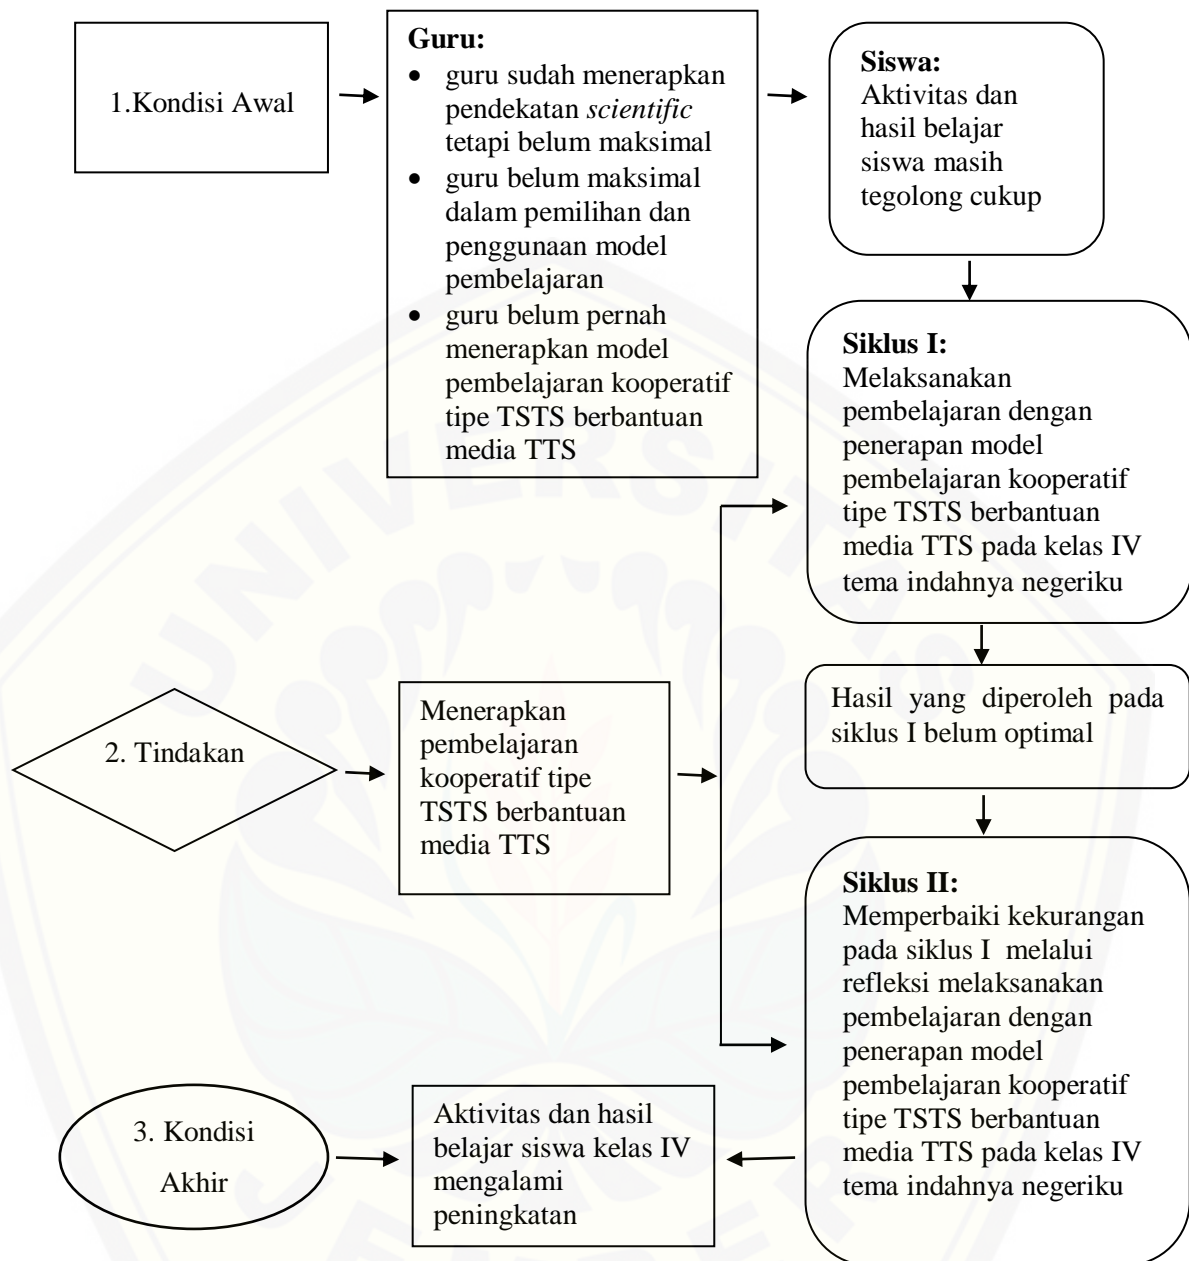 1.Kondisi Awal
Guru:
• guru sudah menerapkan
pendekatan scientific
tetapi belum maksimal
• guru belum maksimal
dalam pemilihan dan
penggunaan model
pembelajaran
• guru belum pernah
menerapkan model
pembelajaran kooperatif
tipe TSTS berbantuan
media TTS
Siswa:
Aktivitas dan
hasil belajar
siswa masih
tegolong cukup
Siklus I:
Melaksanakan
pembelajaran dengan
penerapan model
pembelajaran kooperatif
tipe TSTS berbantuan
media TTS pada kelas IV
tema indahnya negeriku
2. Tindakan
Menerapkan
pembelajaran
kooperatif tipe
TSTS berbantuan
media TTS
Hasil yang diperoleh pada
siklus I belum optimal
Siklus II:
Memperbaiki kekurangan
pada siklus I melalui
refleksi melaksanakan
pembelajaran dengan
penerapan model
pembelajaran kooperatif
tipe TSTS berbantuan
media TTS pada kelas IV
tema indahnya negeriku
3. Kondisi
Akhir
Aktivitas dan hasil
belajar siswa kelas IV
mengalami
peningkatan
UNIVERSITAS